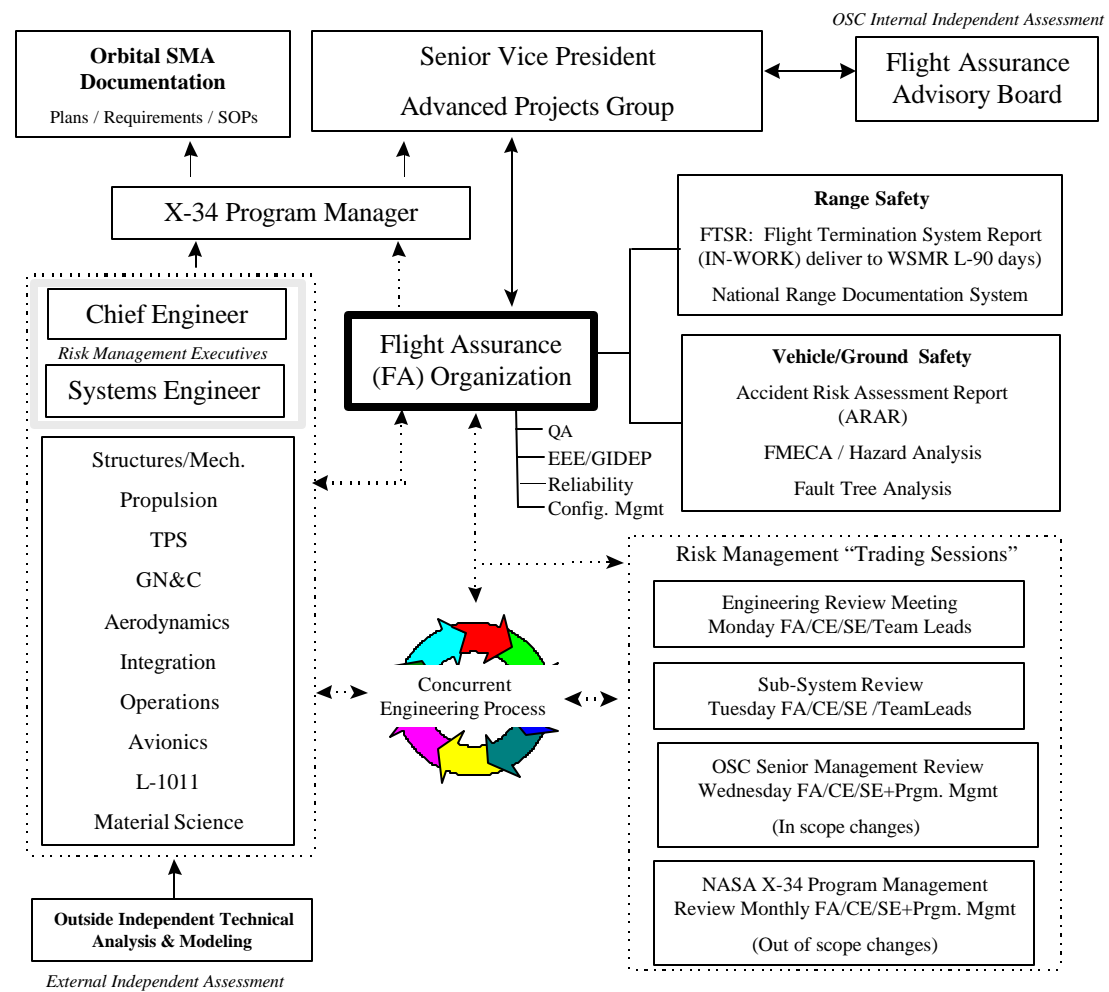 OSC Internal Independent Assessment
Orbital SMA
Documentation
Plans / Requirements / SOPs
Senior Vice President
Advanced Projects Group
Flight Assurance
Advisory Board
X-34 Program Manager
Range Safety
FTSR: Flight Termination System Report
(IN-WORK) deliver to WSMR L-90 days)
National Range Documentation System
Chief Engineer
Risk Management Executives
Systems Engineer
Flight Assurance
(FA) Organization
QA
EEE/GIDEP
Reliability
Config. Mgmt
Vehicle/Ground Safety
Accident Risk Assessment Report
(ARAR)
FMECA / Hazard Analysis
Fault Tree Analysis
Structures/Mech.
Propulsion
TPS
GN&C
Aerodynamics
Integration
Operations
Avionics
L-1011
Material Science
Concurrent
Engineering Process
Risk Management “Trading Sessions”
Engineering Review Meeting
Monday FA/CE/SE/Team Leads
Sub-System Review
Tuesday FA/CE/SE /TeamLeads
OSC Senior Management Review
Wednesday FA/CE/SE+Prgm. Mgmt
(In scope changes)
NASA X-34 Program Management
Review Monthly FA/CE/SE+Prgm. Mgmt
(Out of scope changes)
Outside Independent Technical
Analysis & Modeling
External Independent Assessment